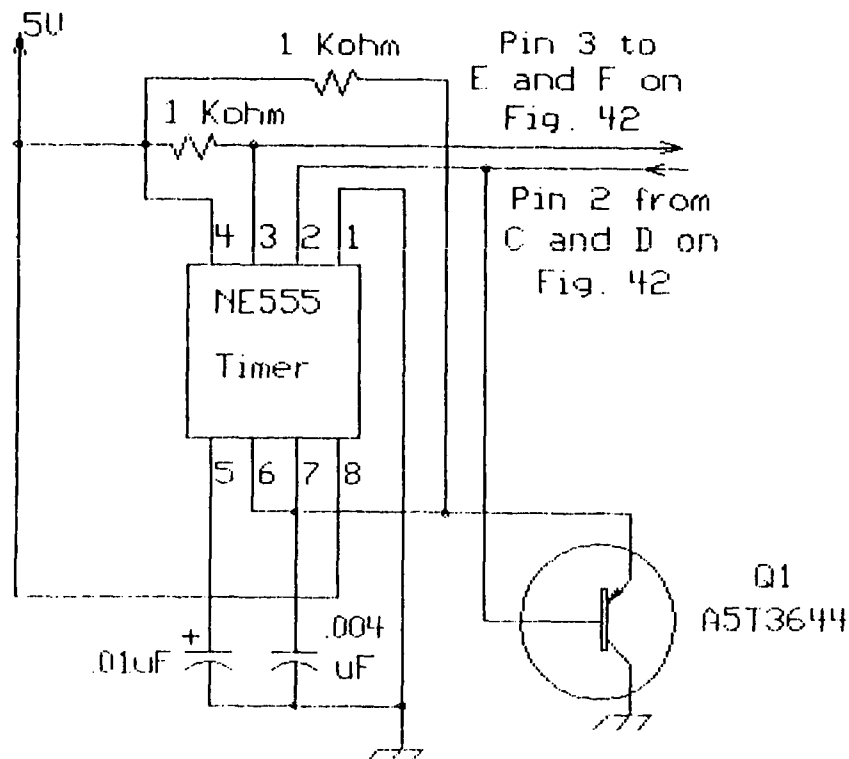 5V
1 Kohm
1 Kohm
Pin 3 to
E and F on
Fig. 42
Pin 2 from
C and D on
Fig. 42
4 3 2 1
NE555
Timer
5 6 7 8
Q1
A5T3644
+
.01uF
.004
uF